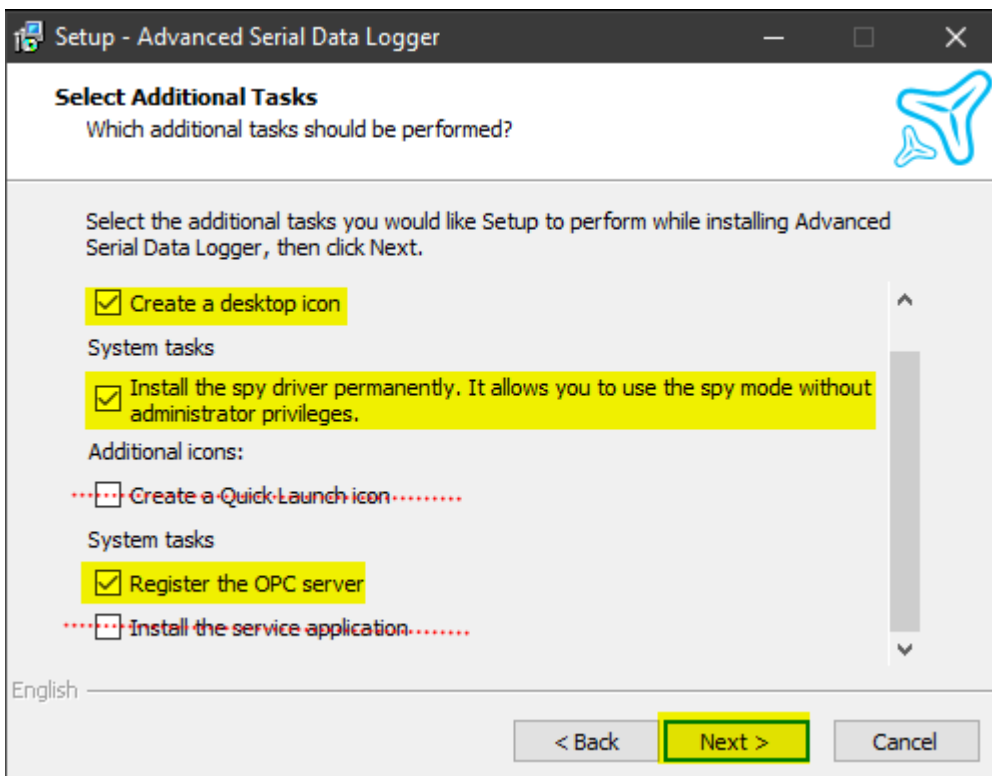 Setup - Advanced Serial Data Logger
Select Additional Tasks
Which additional tasks should be performed?
Select the additional tasks you would like Setup to perform while installing Advanced
Serial Data Logger, then click Next.
Create a desktop icon
System tasks
Install the spy driver permanently. It allows you to use the spy mode without
administrator privileges.
Additional icons:
Create a Quick Launch icon
System tasks
Register the OPC server
Install the service application
English
< Back Next > Cancel